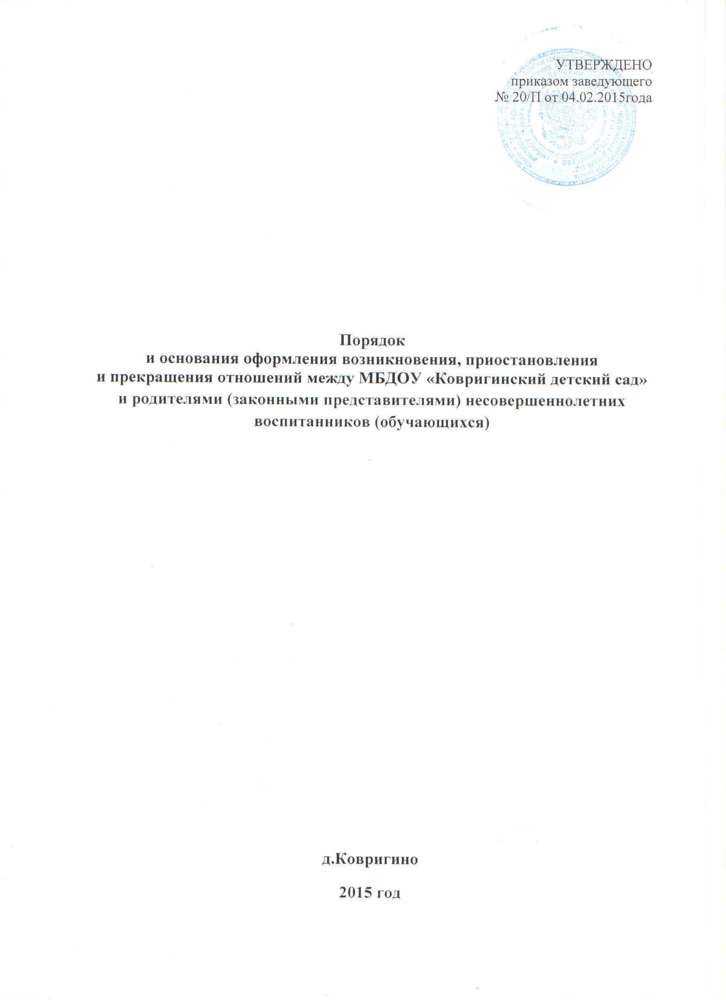 УТВЕРЖДЕНО
приказом заведующего
№ 20/П от 04.02.2015года
ДЕТСКИЙ
Порядок
и основания оформления возникновения, приостановления
и прекращения отношений между МБДОУ «Ковригинский детский сад»
и родителями (законными представителями) несовершеннолетних
воспитанников (обучающихся)
д.Ковригино
2015 год